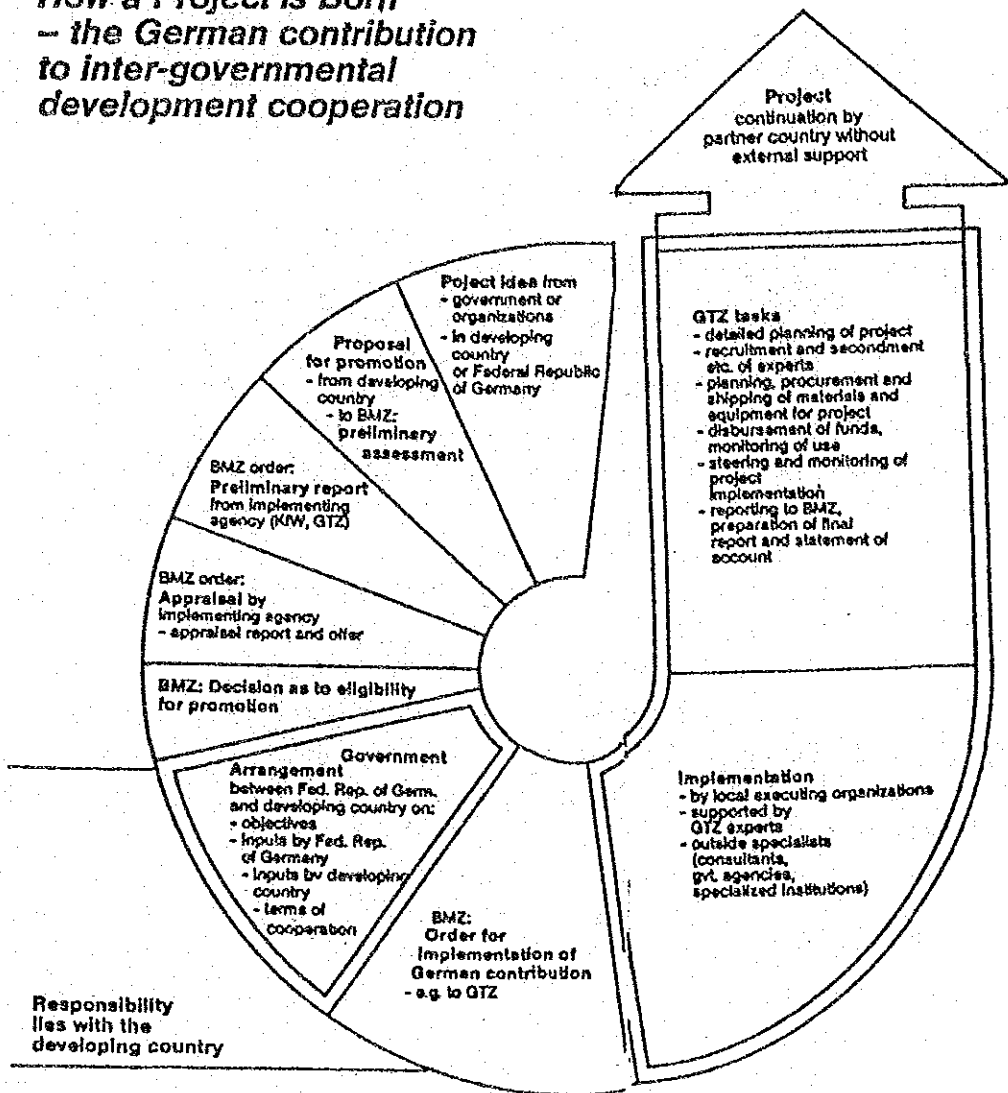 How a Project is Born
– the German contribution
to inter-governmental
development cooperation
Project
continuation by
partner country without
external support
Poject idea from
- government or
organizations
- in developing
country
or Federal Republic
of Germany
Proposal
for promotion
- from developing
country
- to BMZ:
preliminary
assessment
BMZ order:
Preliminary report
from implementing
agency (KfW, GTZ)
BMZ order:
Appraisal by
implementing agency
- appraisal report and offer
BMZ: Decision as to eligibility
for promotion
Government
Arrangement
between Fed. Rep. of Germ.
and developing country on:
- objectives
- inputs by Fed. Rep.
of Germany
- inputs by developing
country
- terms of
cooperation
BMZ:
Order for
implementation of
German contribution
- e.g. to GTZ
Implementation
- by local executing organizations
- supported by
GTZ experts
- outside specialists
(consultants,
gvt. agencies,
specialized institutions)
GTZ tasks
- detailed planning of project
- recruitment and secondment
etc. of experts
- planning, procurement and
shipping of materials and
equipment for project
- disbursement of funds,
monitoring of use
- steering and monitoring of
project
implementation
- reporting to BMZ,
preparation of final
report and statement of
account
Responsibility
lies with the
developing country